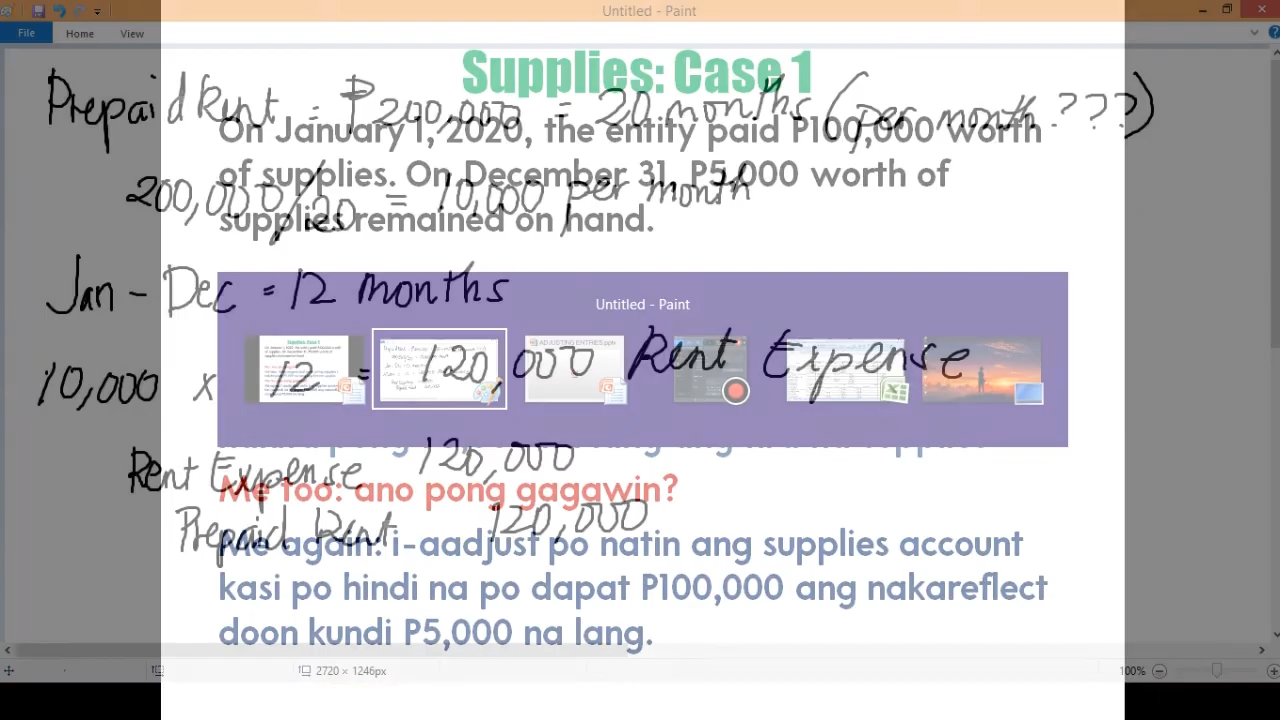 Untitled - Paint
File Home View
Supplies: Case 1
Prepaid Rent = ₱200,000 = 20 months (per month ???)
On January 1, 2020, the entity paid P100,000 worth
of supplies. On December 31, P5,000 worth of
200,000/20 = 10,000 per month
supplies remained on hand.
Jan - Dec = 12 months
Untitled - Paint
ADJUSTING ENTRIES.pptx
10,000 x 12 = 120,000 Rent Expense
Rent Expense 120,000
Me too: ano pong gagawin?
Prepaid Rent 120,000
Me again: i-aadjust po natin ang supplies account
kasi po hindi na po dapat P100,000 ang nakareflect
doon kundi P5,000 na lang.
2720 × 1246px
100%